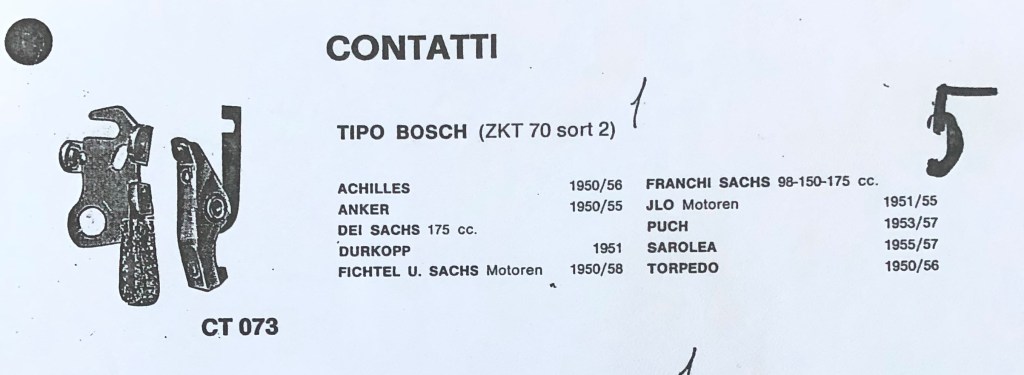 CONTATTI
5
1
TIPO BOSCH (ZKT 70 sort 2)
ACHILLES 1950/56
ANKER 1950/55
DEI SACHS 175 cc.
DURKOPP 1951
FICHTEL U. SACHS Motoren 1950/58
FRANCHI SACHS 98-150-175 cc.
JLO Motoren 1951/55
PUCH 1953/57
SAROLEA 1955/57
TORPEDO 1950/56
CT 073
1